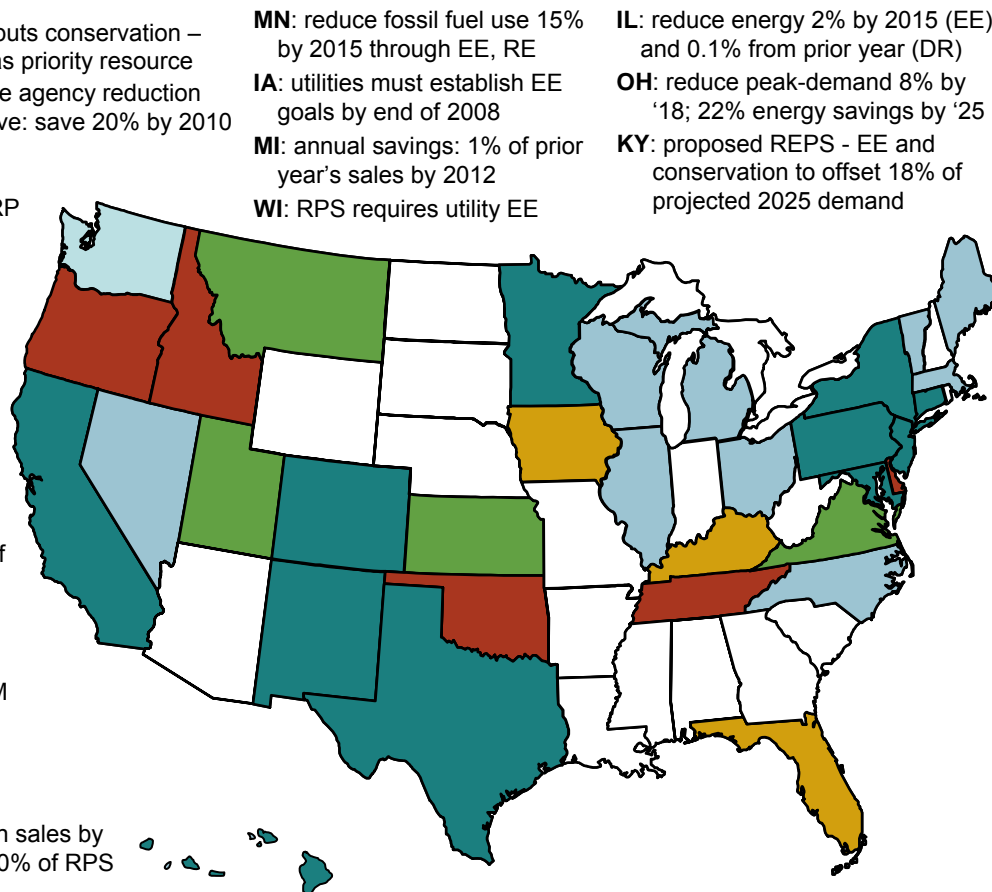 puts conservation –
as priority resource
e agency reduction
ve: save 20% by 2010
RP
f
M
n sales by
0% of RPS
MN: reduce fossil fuel use 15%
by 2015 through EE, RE
IA: utilities must establish EE
goals by end of 2008
MI: annual savings: 1% of prior
year's sales by 2012
WI: RPS requires utility EE
IL: reduce energy 2% by 2015 (EE)
and 0.1% from prior year (DR)
OH: reduce peak-demand 8% by
‘18; 22% energy savings by ‘25
KY: proposed REPS - EE and
conservation to offset 18% of
projected 2025 demand